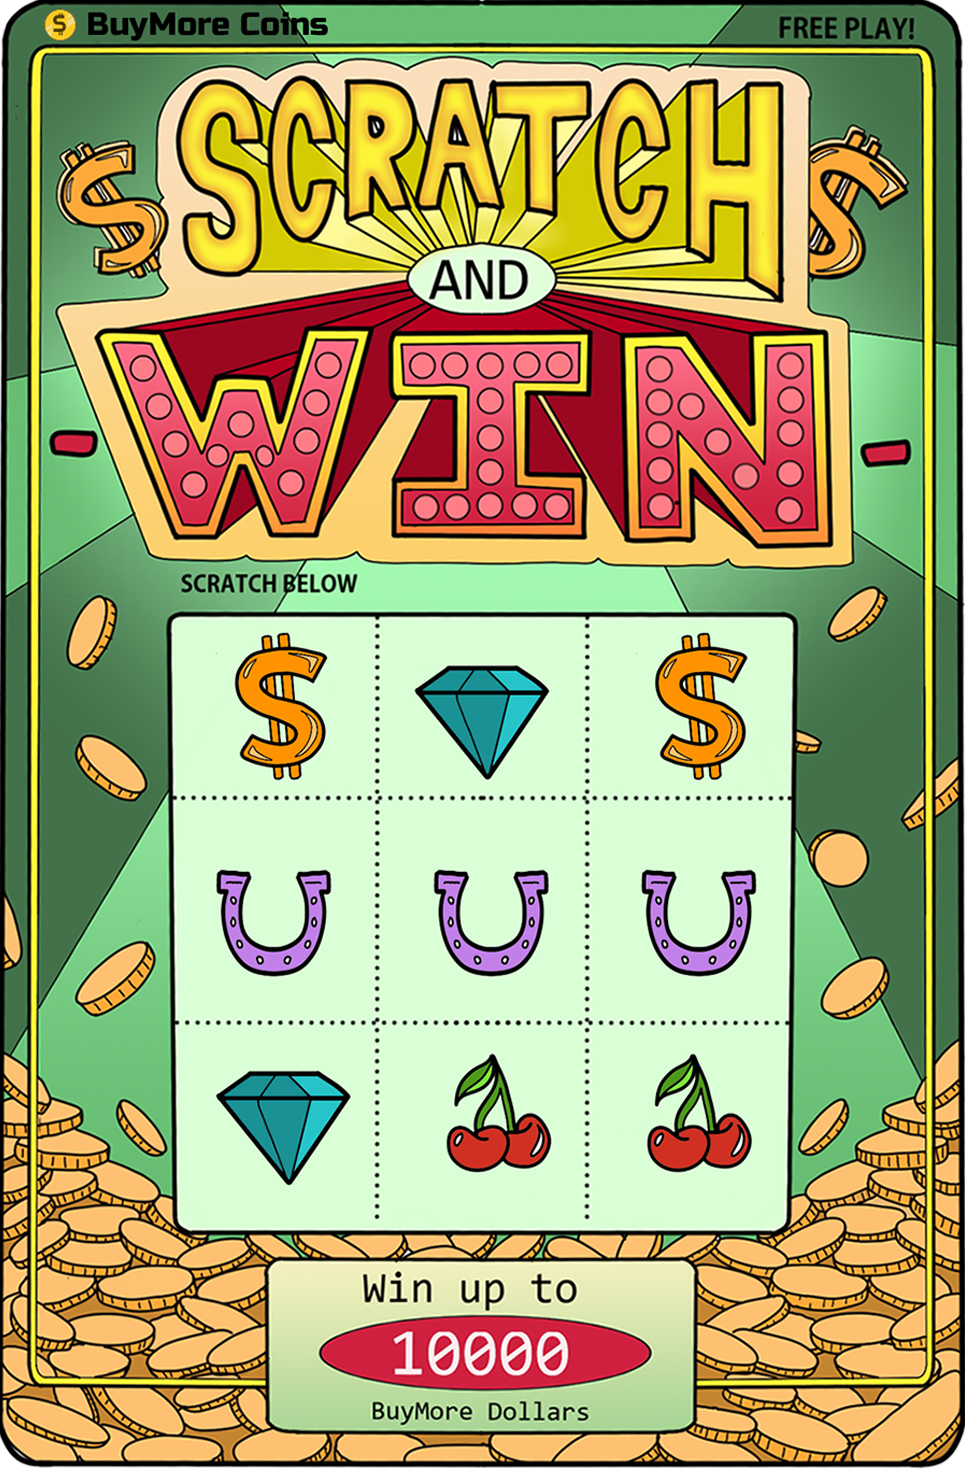 BuyMore Coins
FREE PLAY!
SCRATCH
AND
WIN
SCRATCH BELOW
Win up to
10000
BuyMore Dollars